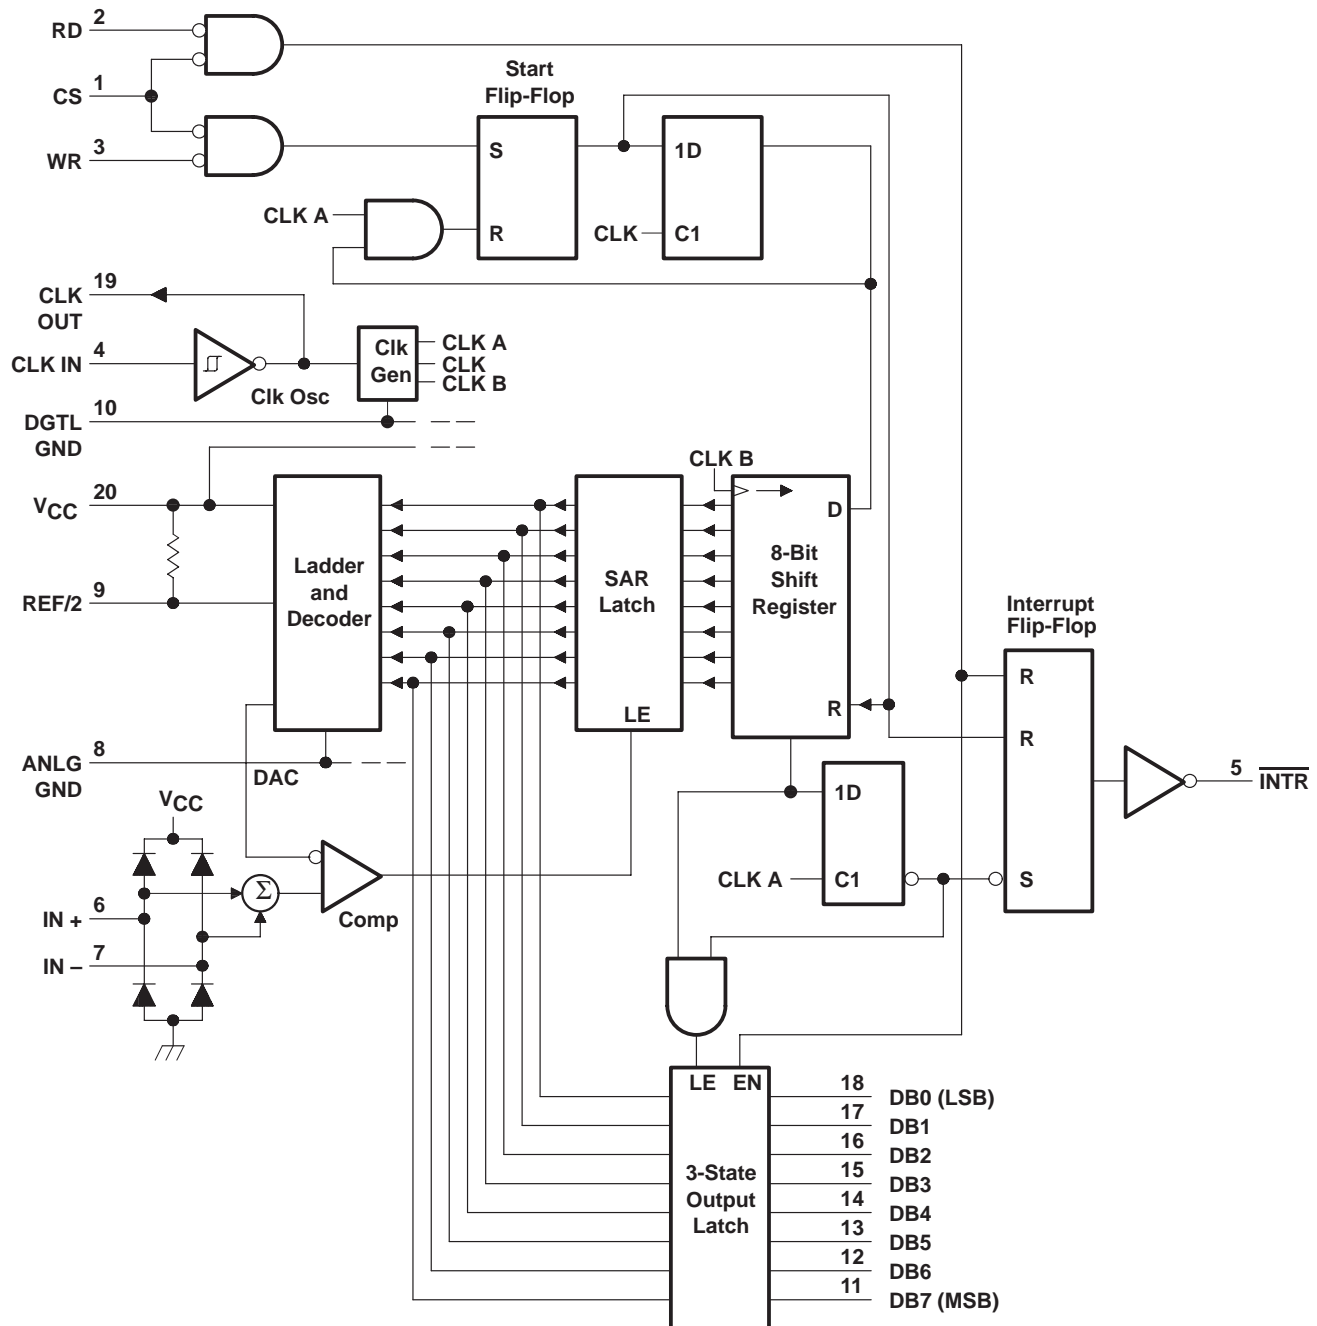 RD 2
CS 1
WR 3
Start
Flip-Flop
S
R
1D
C1
CLK A
CLK
CLK
OUT
19
CLK IN 4
Clk Osc
Clk
Gen
CLK A
CLK
CLK B
DGTL
GND
10
VCC 20
REF/2 9
Ladder
and
Decoder
SAR
Latch
LE
CLK B
D
8-Bit
Shift
Register
R
Interrupt
Flip-Flop
R
R
S
5 INTR
ANLG
GND
8
DAC
VCC
IN + 6
IN – 7
Σ
Comp
1D
CLK A
C1
LE EN
3-State
Output
Latch
18 DB0 (LSB)
17 DB1
16 DB2
15 DB3
14 DB4
13 DB5
12 DB6
11 DB7 (MSB)